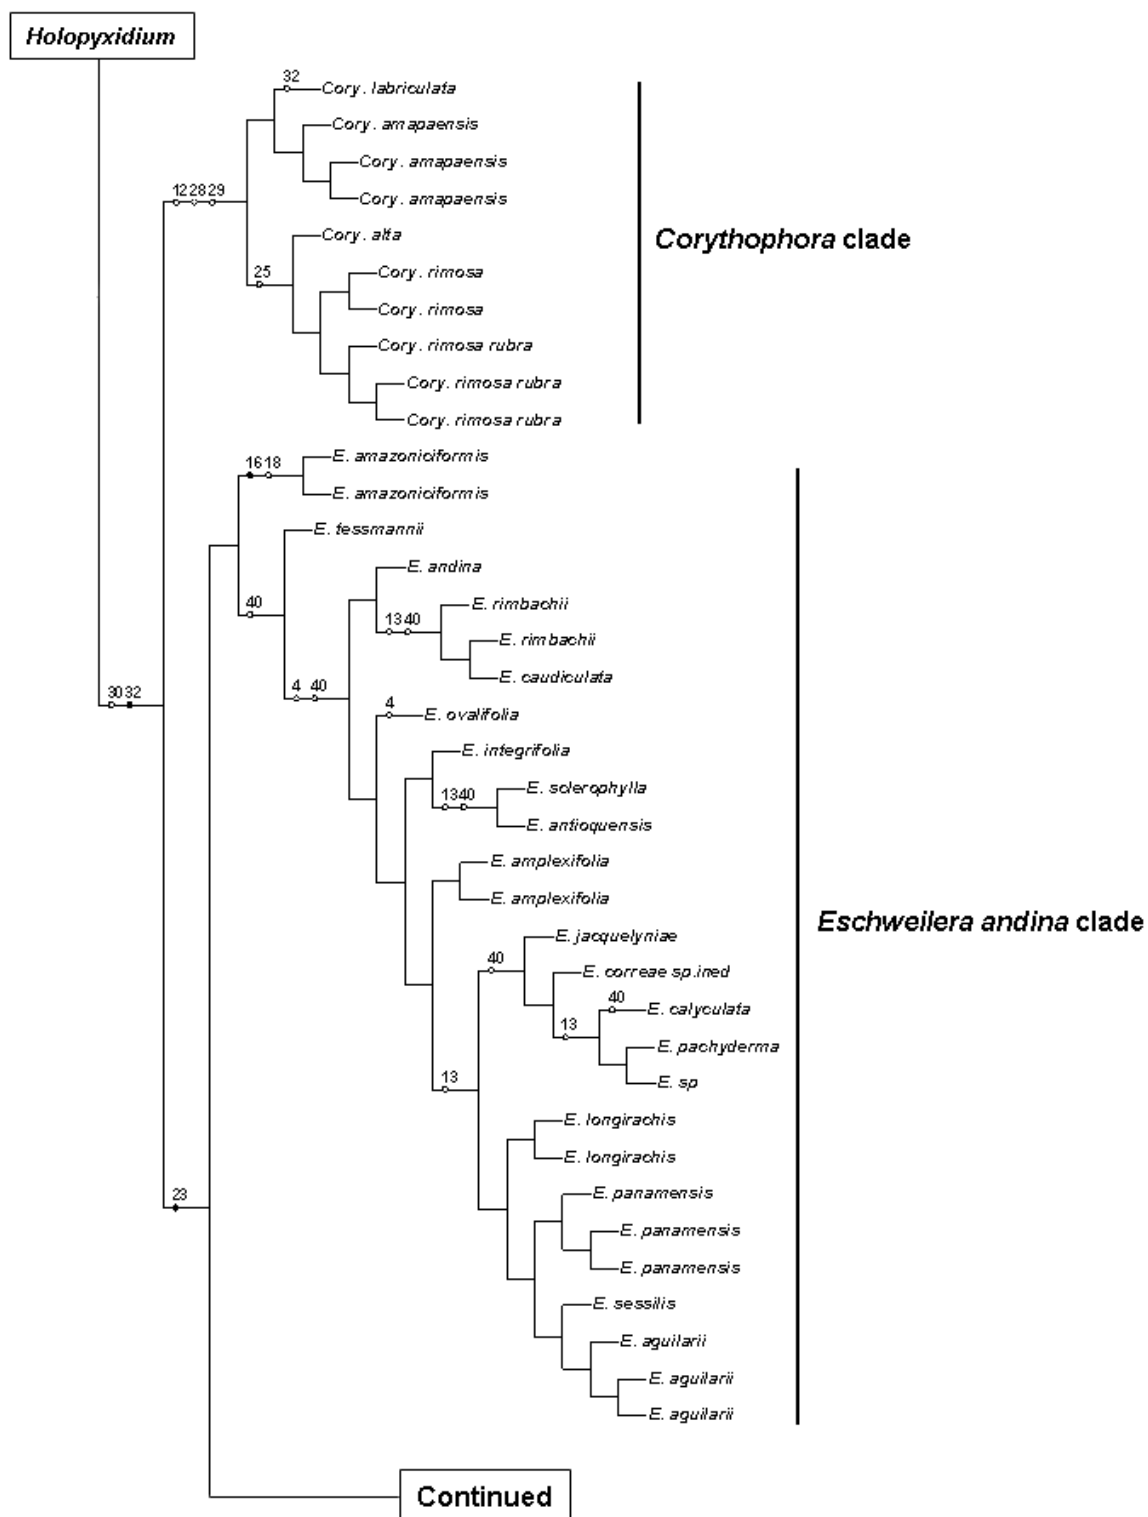 Holopyxidium
32
Cory. labriculata
Cory. amapaensis
Cory. amapaensis
122829
Cory. amapaensis
Cory. alta
Corythophora clade
25
Cory. rimosa
Cory. rimosa
Cory. rimosa rubra
Cory. rimosa rubra
Cory. rimosa rubra
E. amazoniciformis
1618
E. amazoniciformis
E. tessmannii
E. andina
40
E. rimbachii
1340
E. rimbachii
E. caudiculata
4 40
3032
4
E. ovalifolia
E. integrifolia
E. sclerophylla
1340
E. antioquensis
E. amplexifolia
E. amplexifolia
Eschweilera andina clade
E. jacquelyniae
40
E. correae sp.ined
40
E. calyculata
13
E. pachyderma
13
E. sp
E. longirachis
E. longirachis
23
E. panamensis
E. panamensis
E. panamensis
E. sessilis
E. aguilarii
E. aguilarii
E. aguilarii
Continued